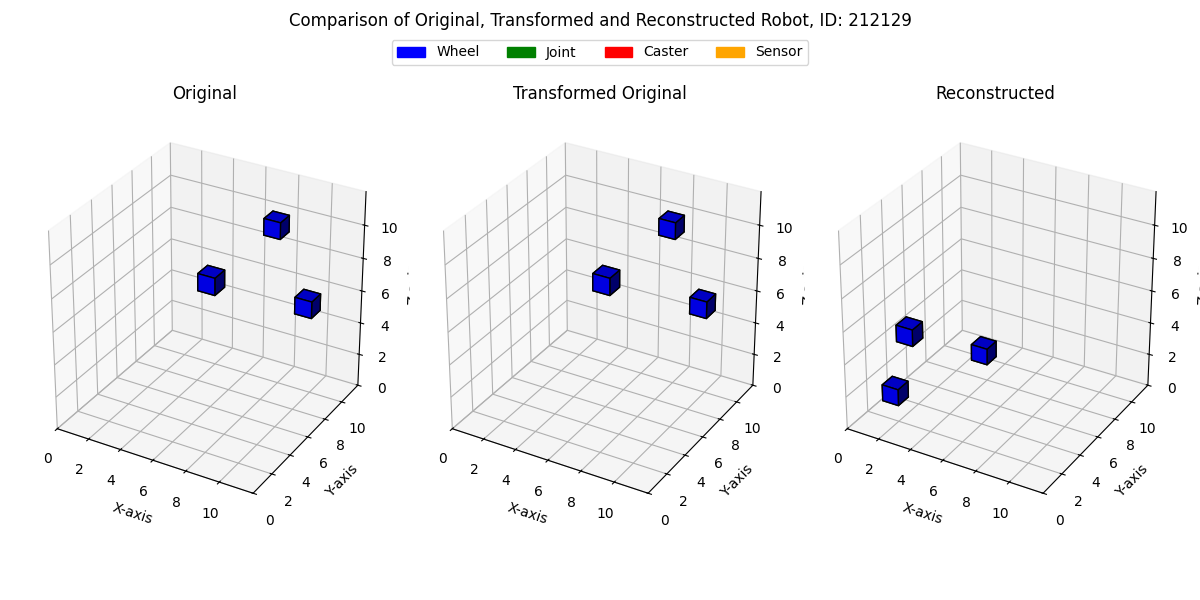 Comparison of Original, Transformed and Reconstructed Robot, ID: 212129
Wheel Joint Caster Sensor
Original Transformed Original Reconstructed
0 2 4 6 8 10
X-axis
0 2 4 6 8 10
Y-axis
0 2 4 6 8 10
0 2 4 6 8 10
X-axis
0 2 4 6 8 10
Y-axis
0 2 4 6 8 10
0 2 4 6 8 10
X-axis
0 2 4 6 8 10
Y-axis
0 2 4 6 8 10